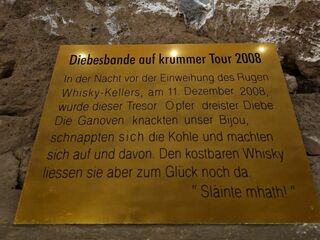 Diebesbande auf krummer Tour 2008
In der Nacht vor der Einweihung des Rugen
Whisky-Kellers, am 11. Dezember 2008,
wurde dieser Tresor Opfer dreister Diebe.
Die Ganoven knackten unser Bijou,
schnappten sich die Kohle und machten
sich auf und davon. Den kostbaren Whisky
liessen sie aber zum Glück noch da.
"Slàinte mhath!"